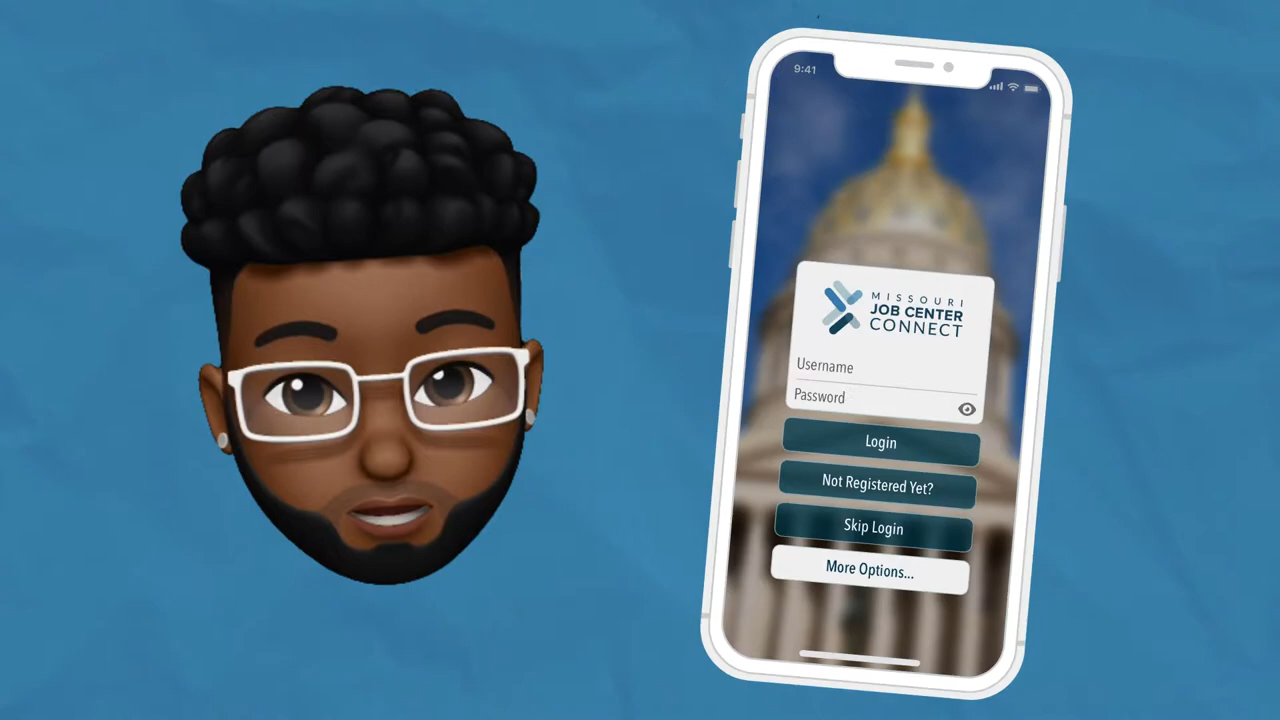 9:41
MISSOURI
JOB CENTER
CONNECT
Username
Password
Login
Not Registered Yet?
Skip Login
More Options...